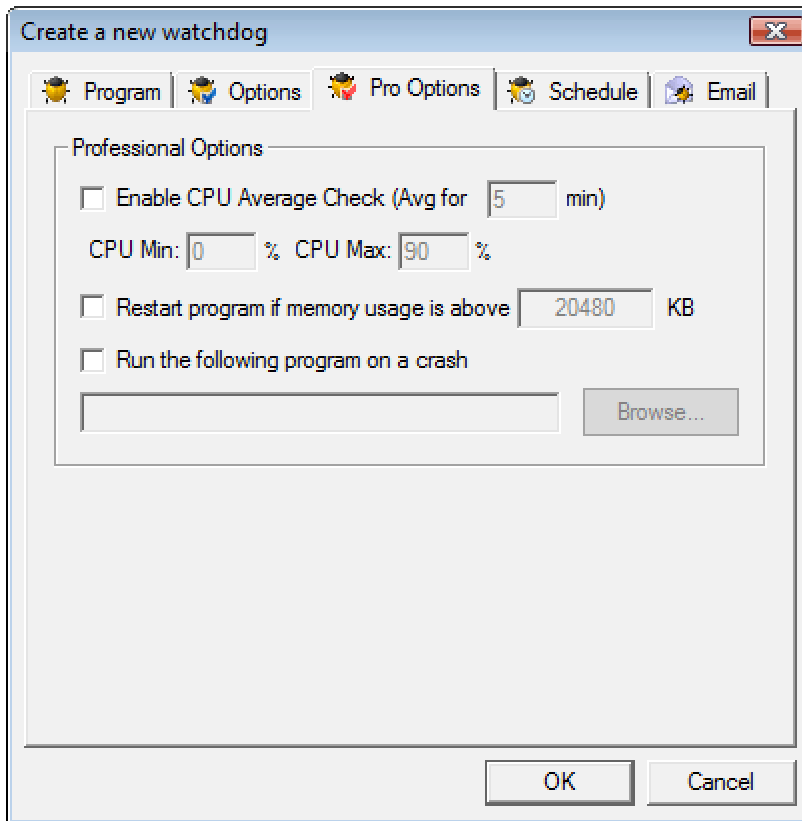 Create a new watchdog
Program Options Pro Options Schedule Email
Professional Options
Enable CPU Average Check (Avg for 5 min)
CPU Min: 0 % CPU Max: 90 %
Restart program if memory usage is above 20480 KB
Run the following program on a crash
Browse...
OK Cancel